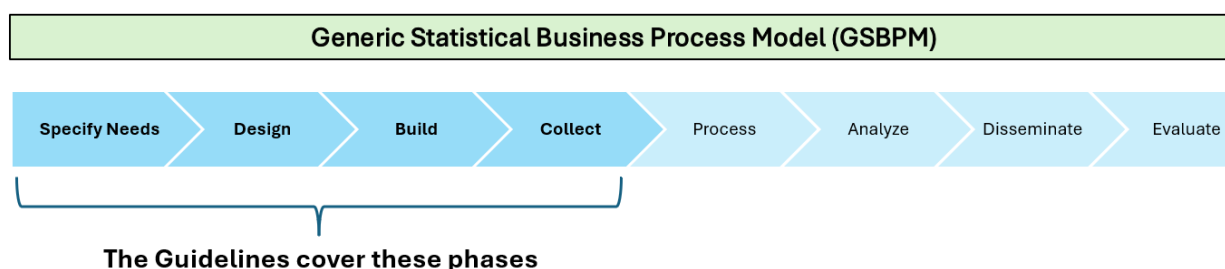 Generic Statistical Business Process Model (GSBPM)
Specify Needs Design Build Collect Process Analyze Disseminate Evaluate
The Guidelines cover these phases